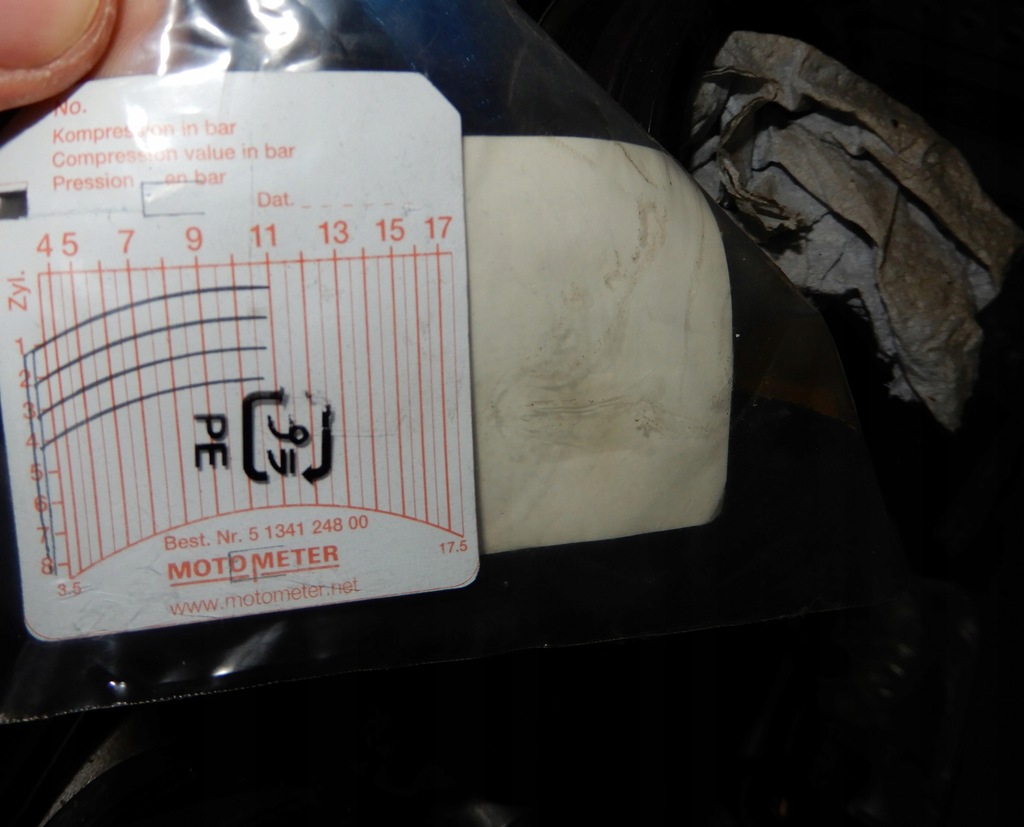 No.
Kompression in bar
Compression value in bar
Pression en bar
Dat.
4 5 7 9 11 13 15 17
Zyl.
1
2
3
4
5
6
7
8
3.5
17.5
PE
Best. Nr. 5 1341 248 00
MOTOMETER
www.motometer.net